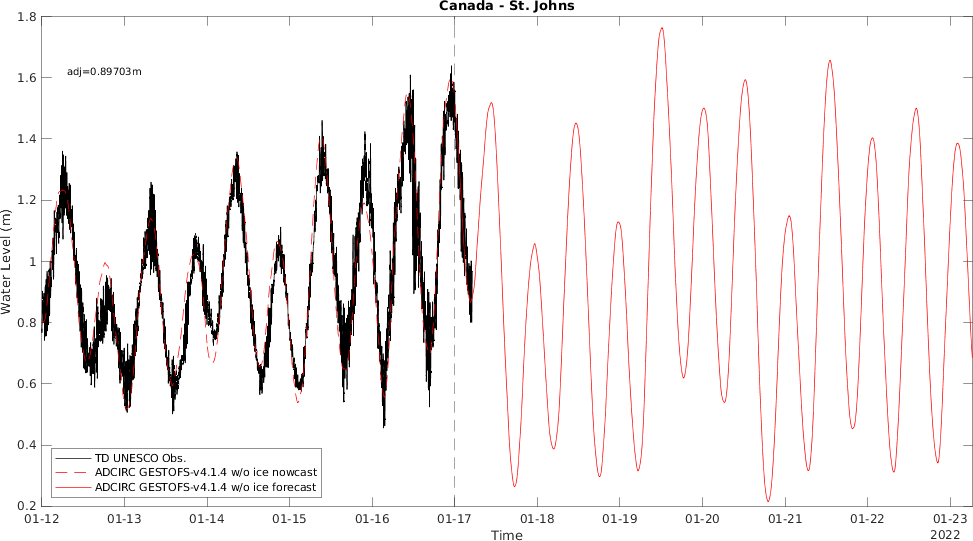 Canada - St. Johns
1.8
1.6
1.4
1.2
1
0.8
0.6
0.4
0.2
Water Level (m)
adj=0.89703m
TD UNESCO Obs.
ADCIRC GESTOFS-v4.1.4 w/o ice nowcast
ADCIRC GESTOFS-v4.1.4 w/o ice forecast
01-12 01-13 01-14 01-15 01-16 01-17 01-18 01-19 01-20 01-21 01-22 01-23
2022
Time